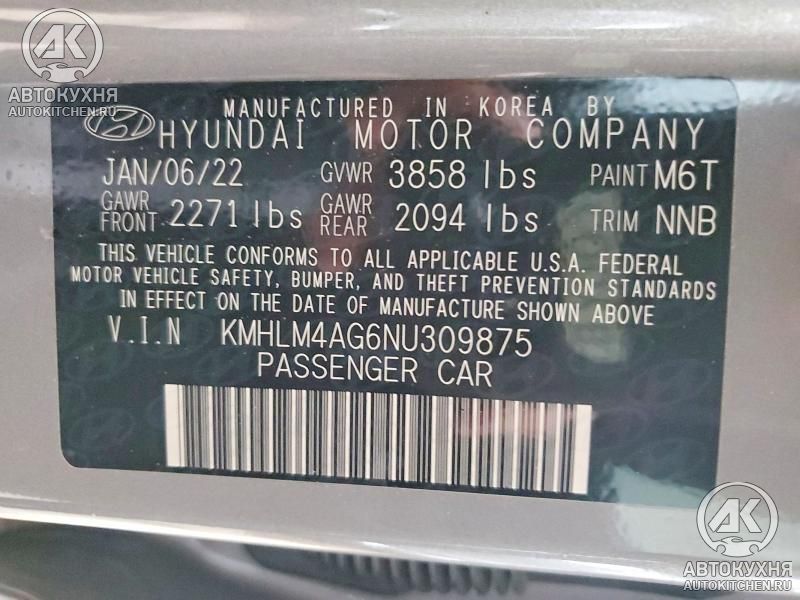 АК
АВТОКУХНЯ
AUTOKITCHEN.RU
MANUFACTURED IN KOREA BY
HYUNDAI MOTOR COMPANY
JAN/06/22 GVWR 3858 lbs PAINT M6T
GAWR FRONT 2271 lbs GAWR REAR 2094 lbs TRIM NNB
THIS VEHICLE CONFORMS TO ALL APPLICABLE U.S.A. FEDERAL
MOTOR VEHICLE SAFETY, BUMPER, AND THEFT PREVENTION STANDARDS
IN EFFECT ON THE DATE OF MANUFACTURE SHOWN ABOVE
V.I.N KMHLM4AG6NU309875
PASSENGER CAR
АК
АВТОКУХНЯ
AUTOKITCHEN.RU